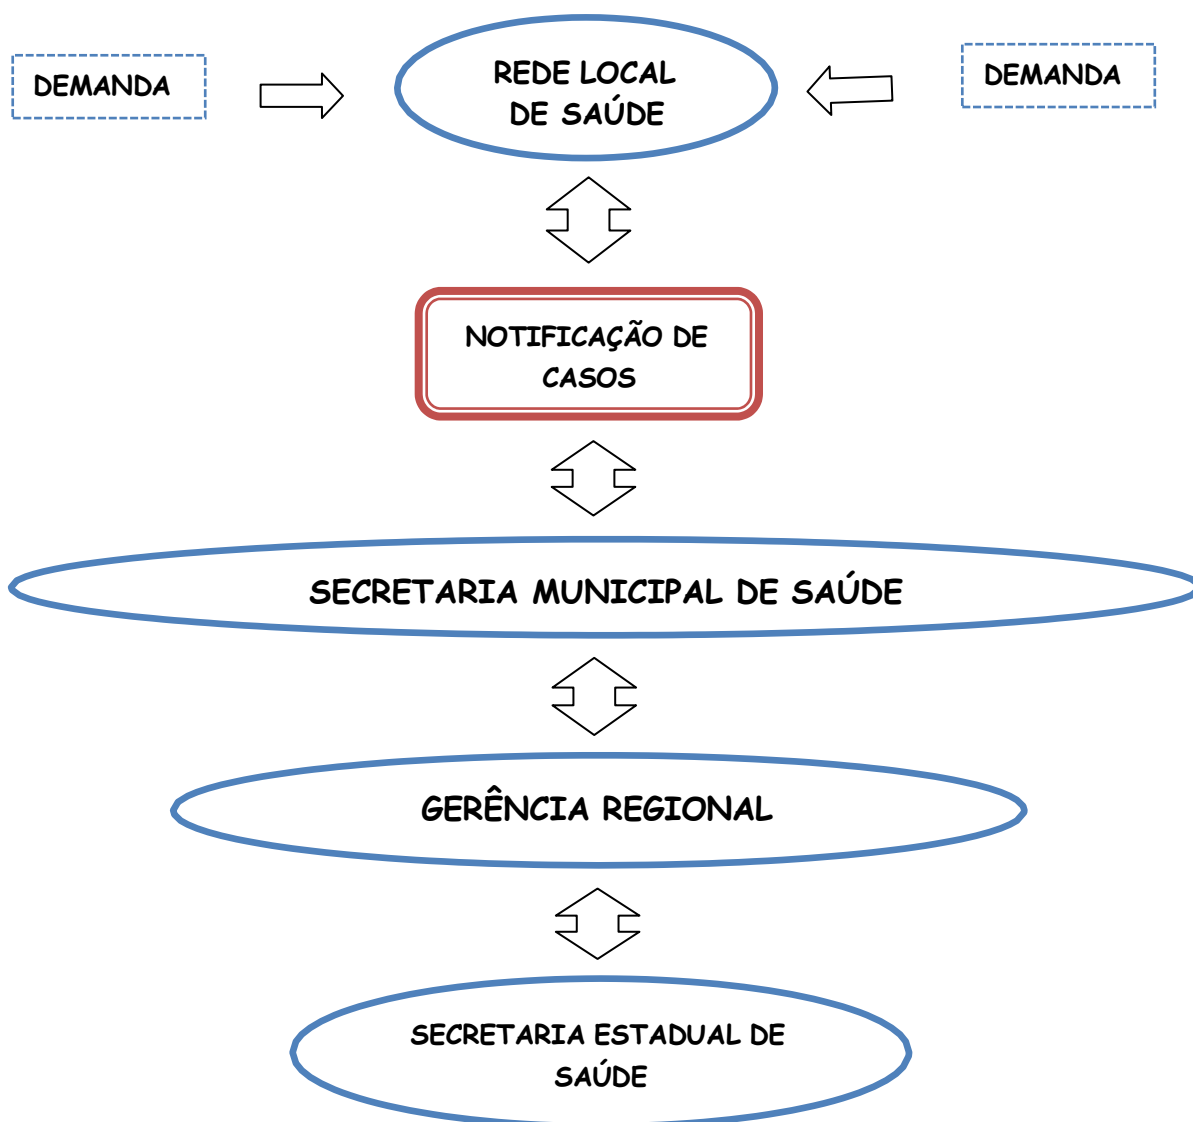 DEMANDA
REDE LOCAL
DE SAÚDE
DEMANDA
NOTIFICAÇÃO DE
CASOS
SECRETARIA MUNICIPAL DE SAÚDE
GERÊNCIA REGIONAL
SECRETARIA ESTADUAL DE
SAÚDE